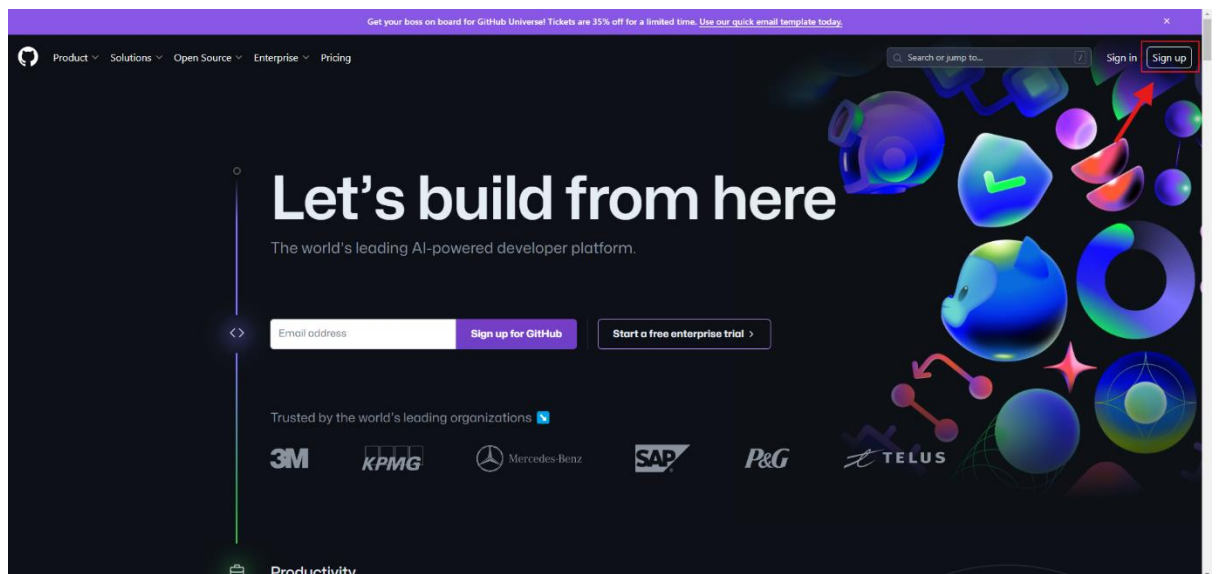 Get your boss on board for GitHub Universe! Tickets are 35% off for a limited time. Use our quick email template today.
Product Solutions Open Source Enterprise Pricing
Search or jump to... /
Sign in Sign up
Let's build from here
The world's leading AI-powered developer platform.
Email address Sign up for GitHub Start a free enterprise trial
Trusted by the world's leading organizations
3M KPMG Mercedes-Benz SAP P&G TELUS
Productivity